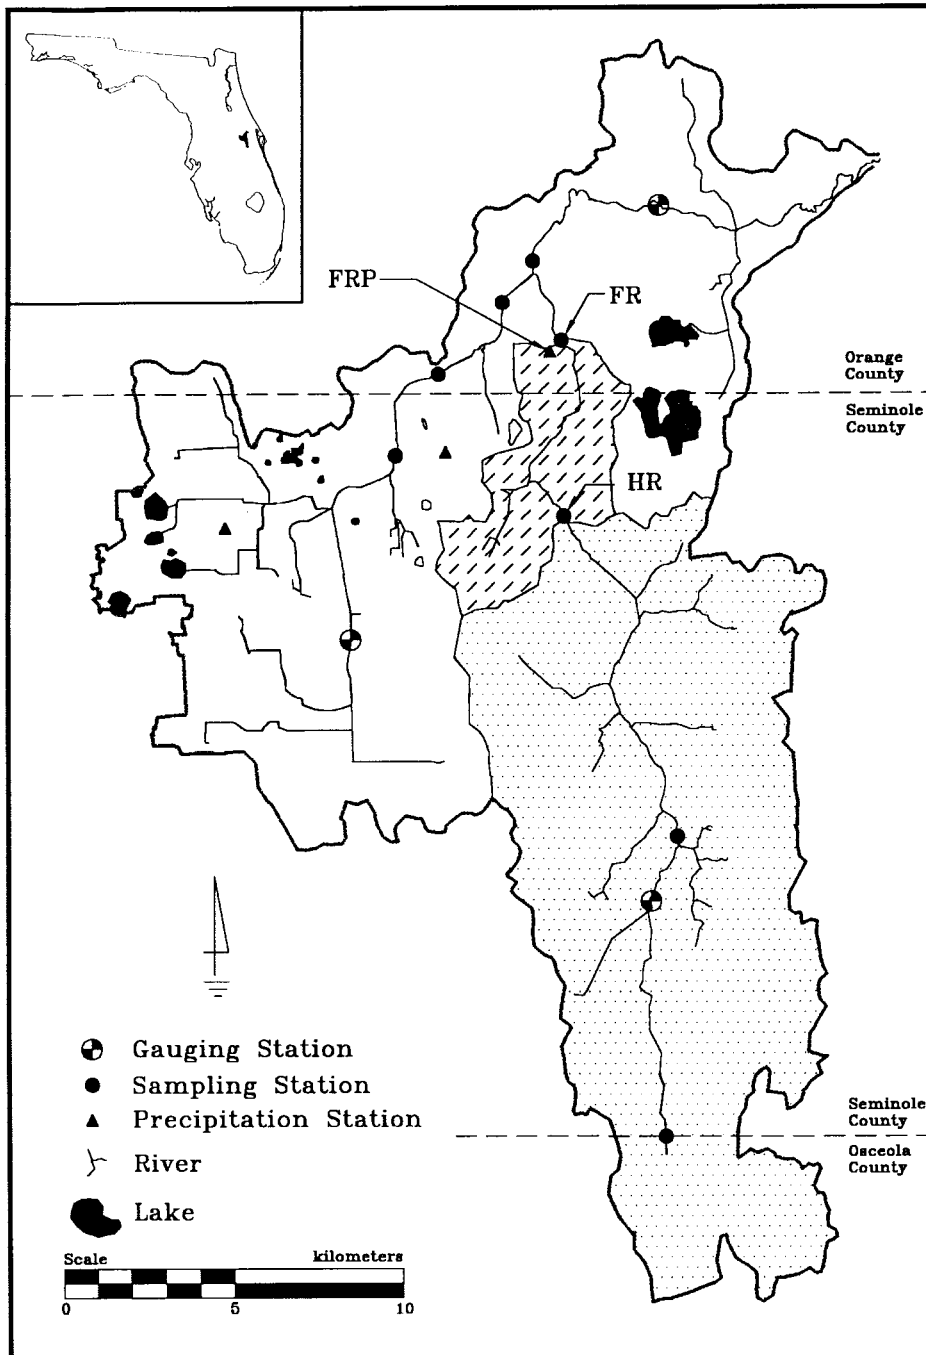 FRP
FR
Orange
County
Seminole
County
HR
Gauging Station
Sampling Station
Precipitation Station
River
Lake
Seminole
County
Osceola
County
Scale kilometers
0 5 10